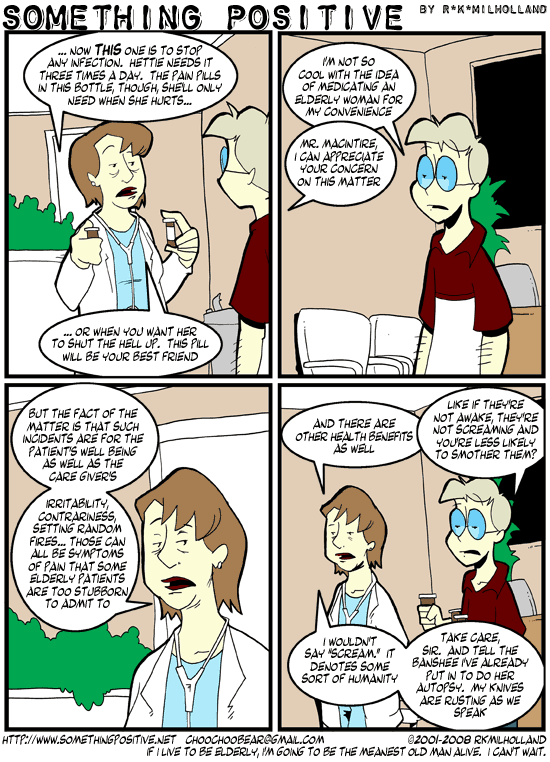 SOMETHING POSITIVE BY R*K*MILHOLLAND
... NOW THIS ONE IS TO STOP
ANY INFECTION. HETTIE NEEDS IT
THREE TIMES A DAY. THE PAIN PILLS
IN THIS BOTTLE, THOUGH, SHE'LL ONLY
NEED WHEN SHE HURTS...
... OR WHEN YOU WANT HER
TO SHUT THE HELL UP. THIS PILL
WILL BE YOUR BEST FRIEND
I'M NOT SO
COOL WITH THE IDEA
OF MEDICATING AN
ELDERLY WOMAN FOR
MY CONVENIENCE
MR. MACINTIRE,
I CAN APPRECIATE
YOUR CONCERN
ON THIS MATTER
BUT THE FACT OF THE
MATTER IS THAT SUCH
INCIDENTS ARE FOR THE
PATIENT'S WELL BEING
AS WELL AS THE
CARE GIVER'S
IRRITABILITY,
CONTRARINESS,
SETTING RANDOM
FIRES... THOSE CAN
ALL BE SYMPTOMS
OF PAIN THAT SOME
ELDERLY PATIENTS
ARE TOO STUBBORN
TO ADMIT TO
AND THERE ARE
OTHER HEALTH BENEFITS
AS WELL
LIKE IF THEY'RE
NOT AWAKE, THEY'RE
NOT SCREAMING AND
YOU'RE LESS LIKELY
TO SMOTHER THEM?
I WOULDN'T
SAY "SCREAM." IT
DENOTES SOME
SORT OF HUMANITY
TAKE CARE,
SIR. AND TELL THE
BANSHEE I'VE ALREADY
PUT IN TO DO HER
AUTOPSY. MY KNIVES
ARE RUSTING AS WE
SPEAK
HTTP://WWW.SOMETHINGPOSITIVE.NET CHOOCHOOBEAR@GMAIL.COM ©2001-2008 RKMILHOLLAND
IF I LIVE TO BE ELDERLY, I'M GOING TO BE THE MEANEST OLD MAN ALIVE. I CAN'T WAIT.